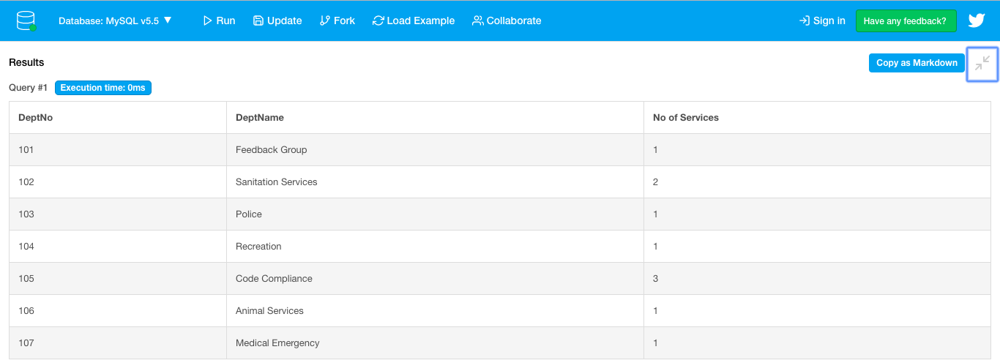 Database: MySQL v5.5 ▼ Run Update Fork Load Example Collaborate Sign in Have any feedback?
Results Copy as Markdown
Query #1 Execution time: 0ms
DeptNo DeptName No of Services
101 Feedback Group 1
102 Sanitation Services 2
103 Police 1
104 Recreation 1
105 Code Compliance 3
106 Animal Services 1
107 Medical Emergency 1